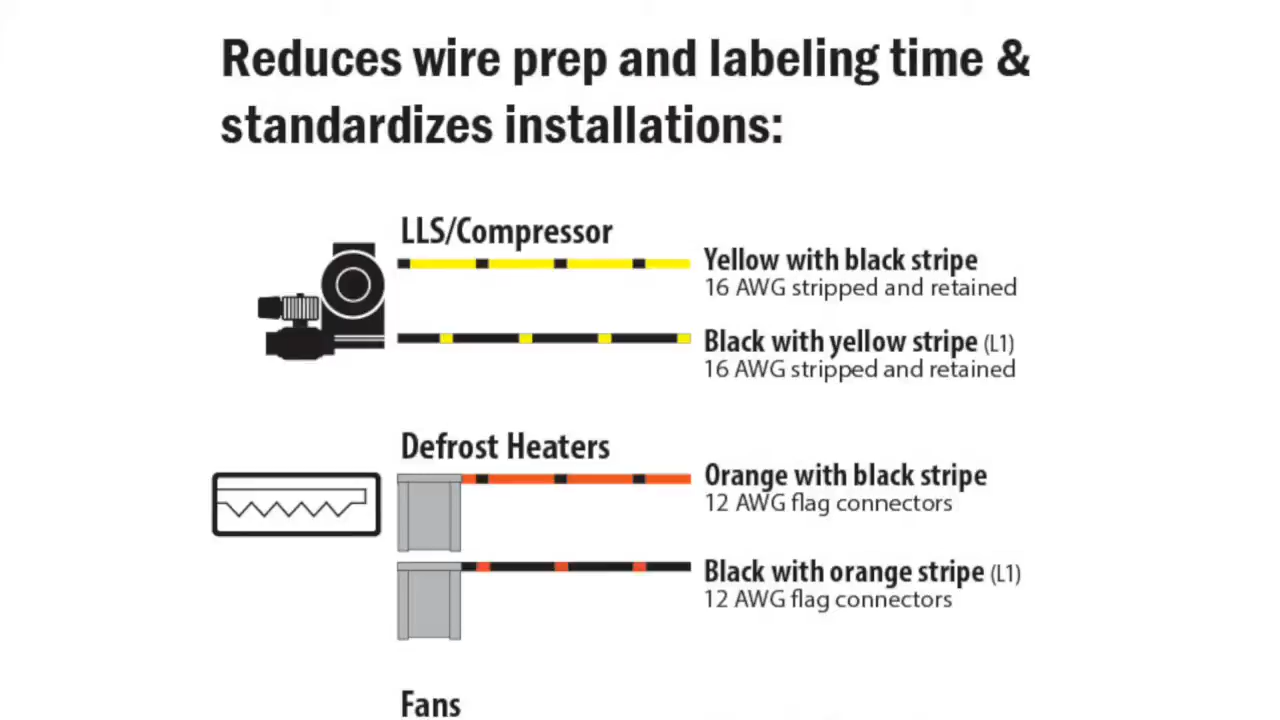 Reduces wire prep and labeling time &
standardizes installations:
LLS/Compressor
Yellow with black stripe
16 AWG stripped and retained
Black with yellow stripe (L1)
16 AWG stripped and retained
Defrost Heaters
Orange with black stripe
12 AWG flag connectors
Black with orange stripe (L1)
12 AWG flag connectors
Fans